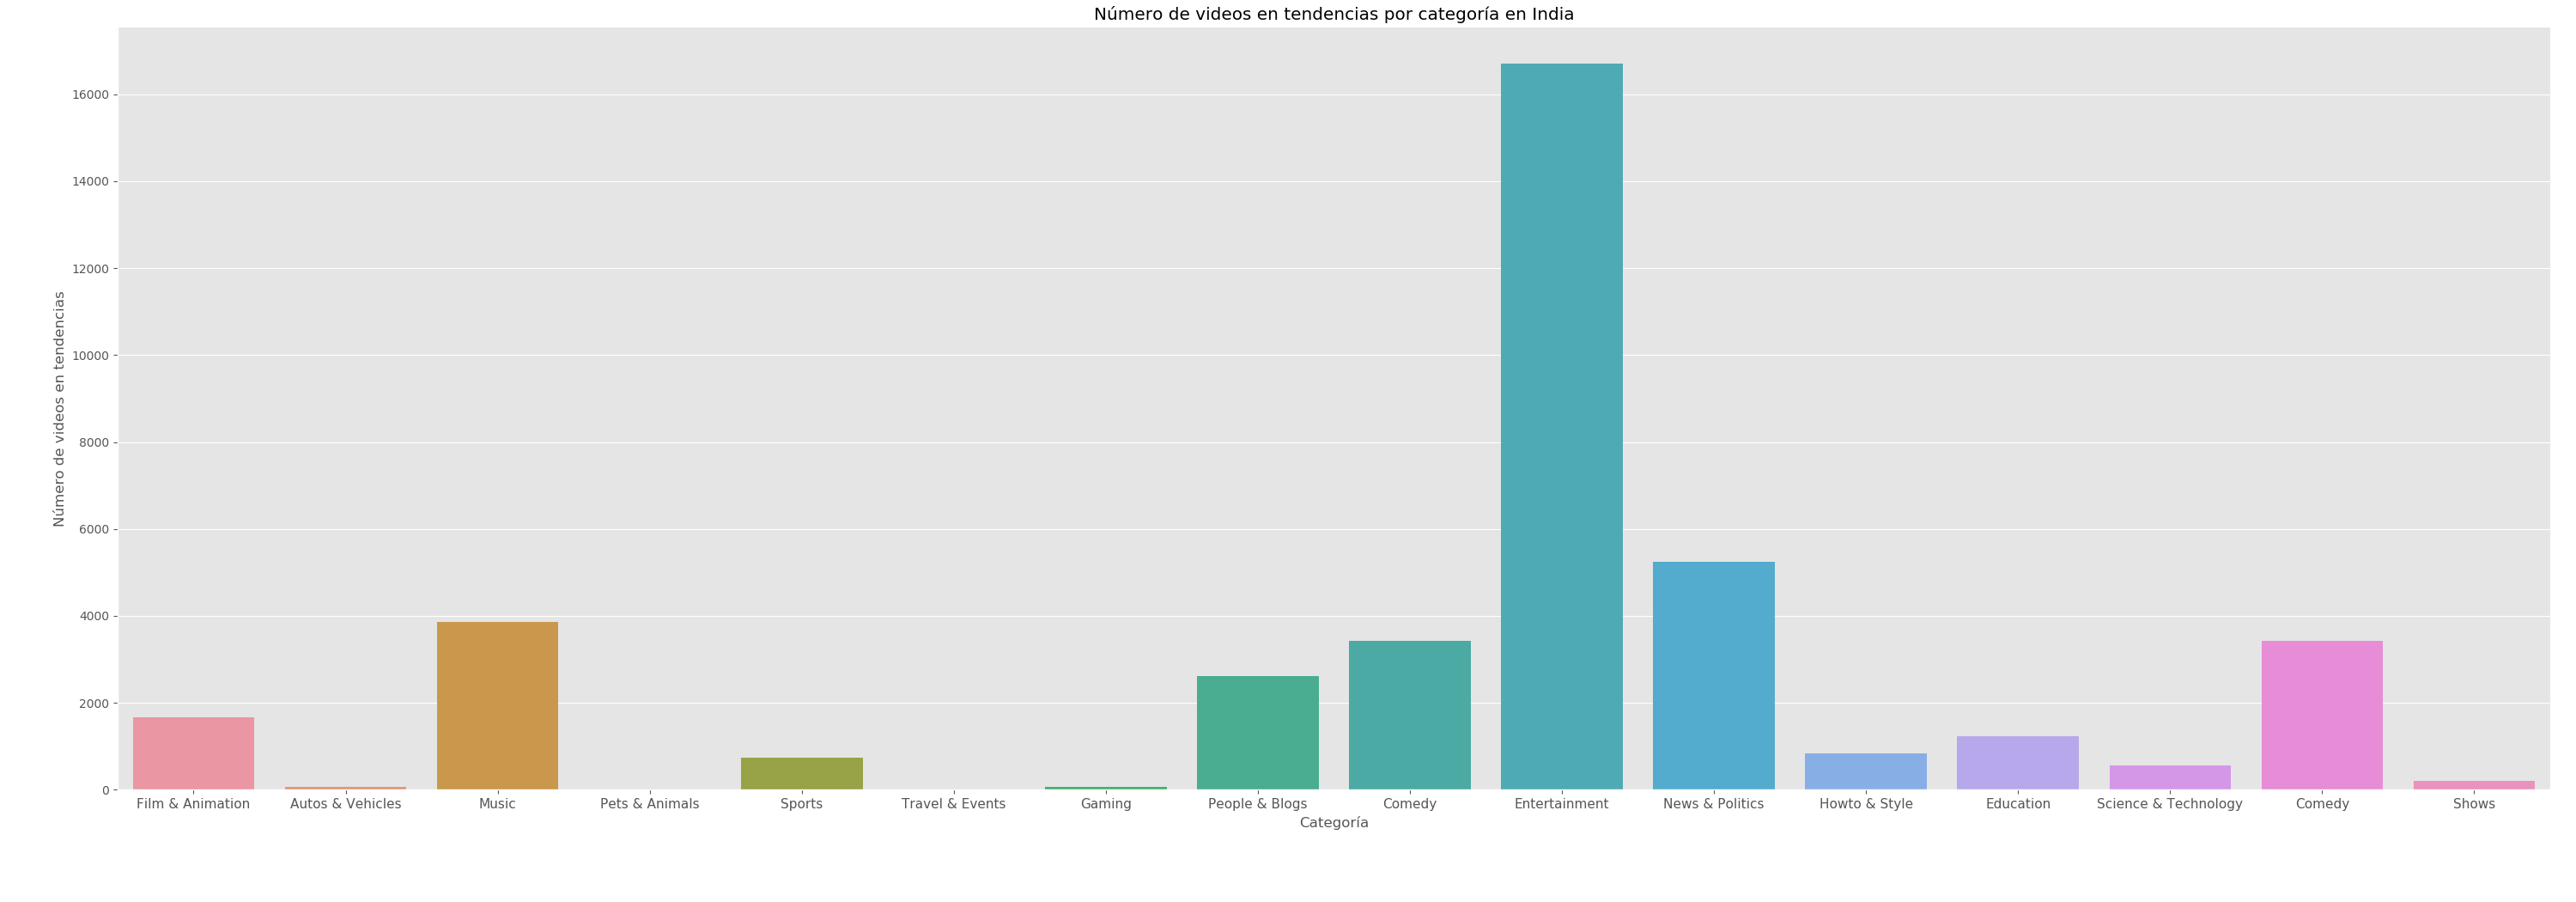 Número de videos en tendencias por categoría en India
Número de videos en tendencias
16000
14000
12000
10000
8000
6000
4000
2000
0
Film & Animation Autos & Vehicles Music Pets & Animals Sports Travel & Events Gaming People & Blogs Comedy Entertainment News & Politics Howto & Style Education Science & Technology Comedy Shows
Categoría